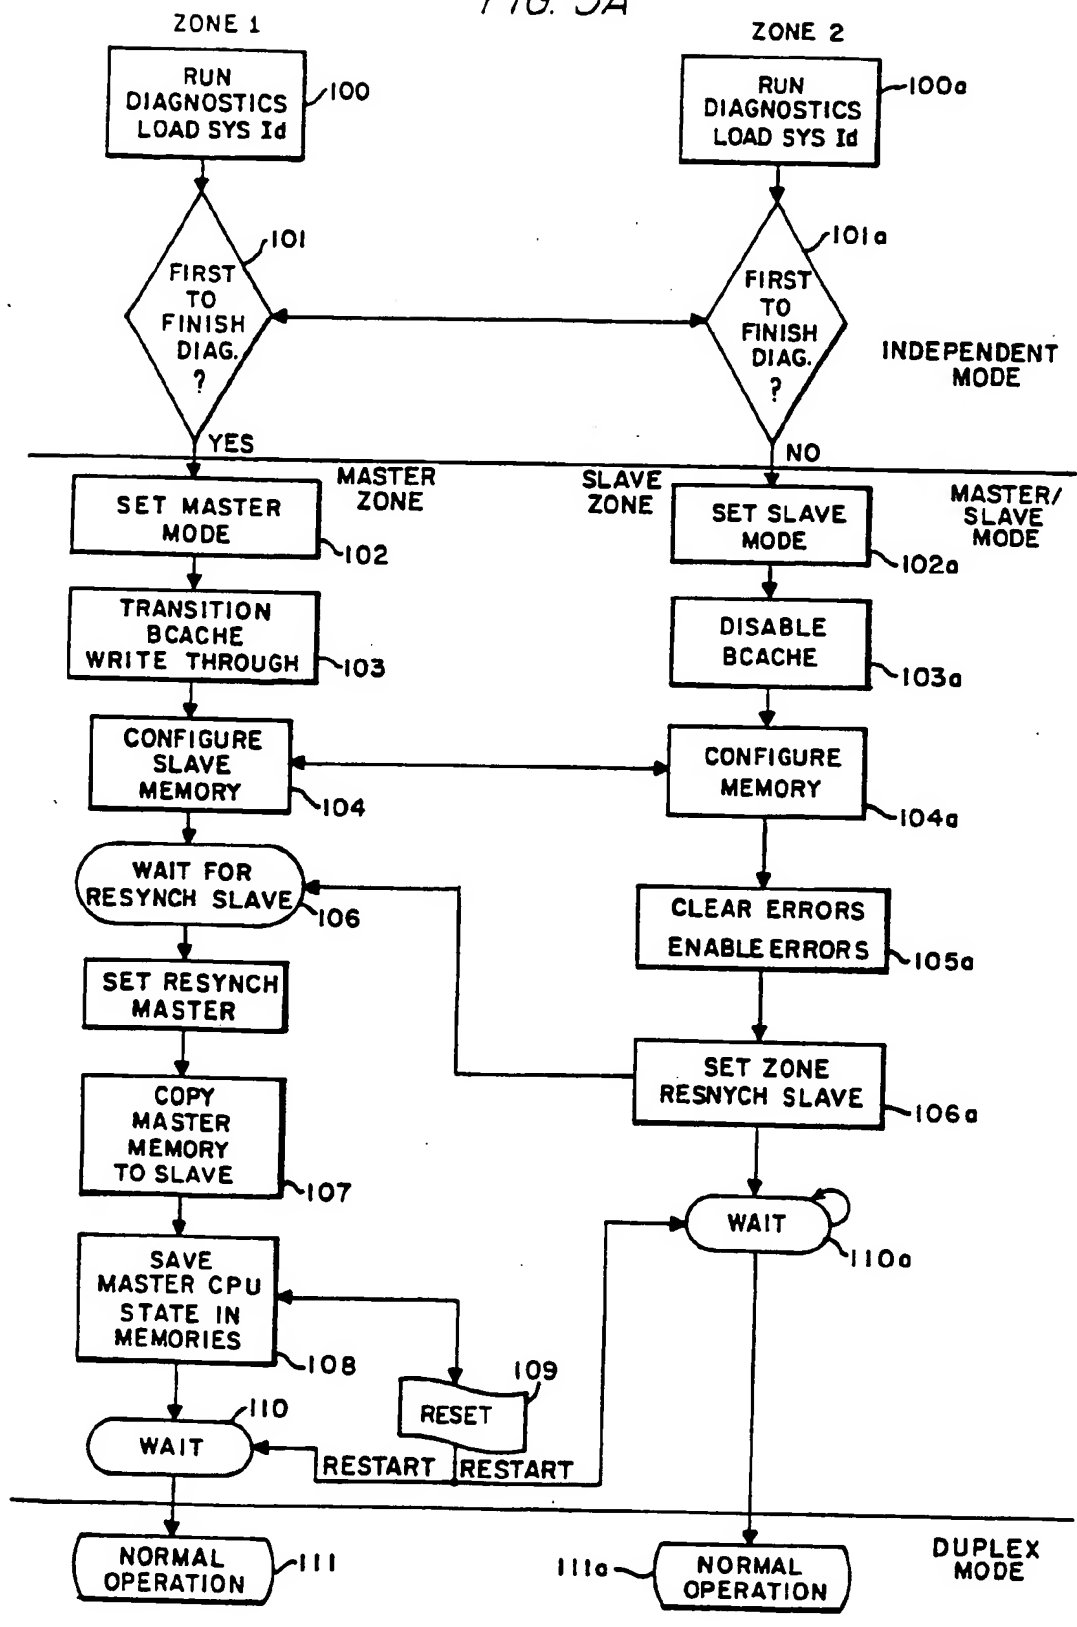 FIG. 5A
ZONE 1
RUN
DIAGNOSTICS
LOAD SYS Id
100
101
FIRST
TO
FINISH
DIAG.
?
YES
ZONE 2
RUN
DIAGNOSTICS
LOAD SYS Id
100a
101a
FIRST
TO
FINISH
DIAG.
?
NO
INDEPENDENT
MODE
MASTER
ZONE
SET MASTER
MODE
102
TRANSITION
BCACHE
WRITE THROUGH
103
CONFIGURE
SLAVE
MEMORY
104
WAIT FOR
RESYNCH SLAVE
106
SET RESYNCH
MASTER
COPY
MASTER
MEMORY
TO SLAVE
107
SAVE
MASTER CPU
STATE IN
MEMORIES
108
109
RESET
110
WAIT
RESTART
RESTART
SLAVE
ZONE
MASTER/
SLAVE
MODE
SET SLAVE
MODE
102a
DISABLE
BCACHE
103a
CONFIGURE
MEMORY
104a
CLEAR ERRORS
ENABLE ERRORS
105a
SET ZONE
RESNYCH SLAVE
106a
WAIT
110a
NORMAL
OPERATION
111
111a
NORMAL
OPERATION
DUPLEX
MODE